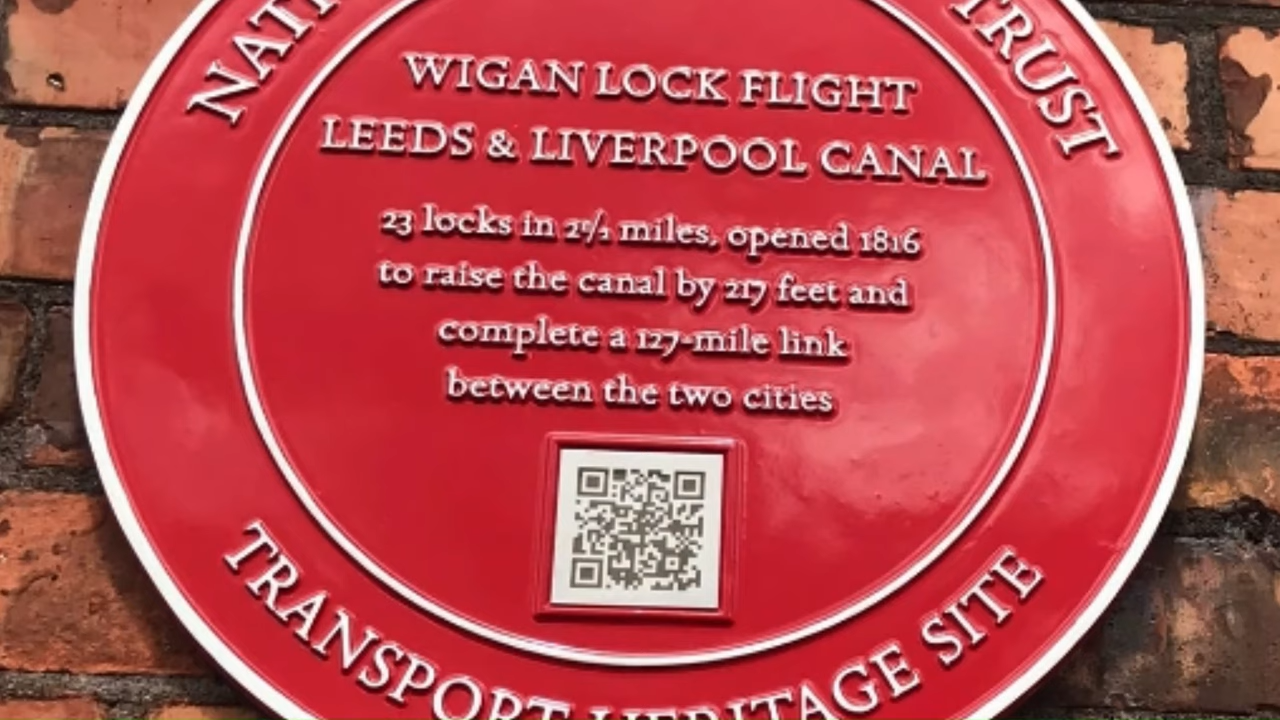 TRUST
WIGAN LOCK FLIGHT
LEEDS & LIVERPOOL CANAL
23 locks in 2½ miles, opened 1816
to raise the canal by 217 feet and
complete a 127-mile link
between the two cities
TRANSPORT HERITAGE SITE